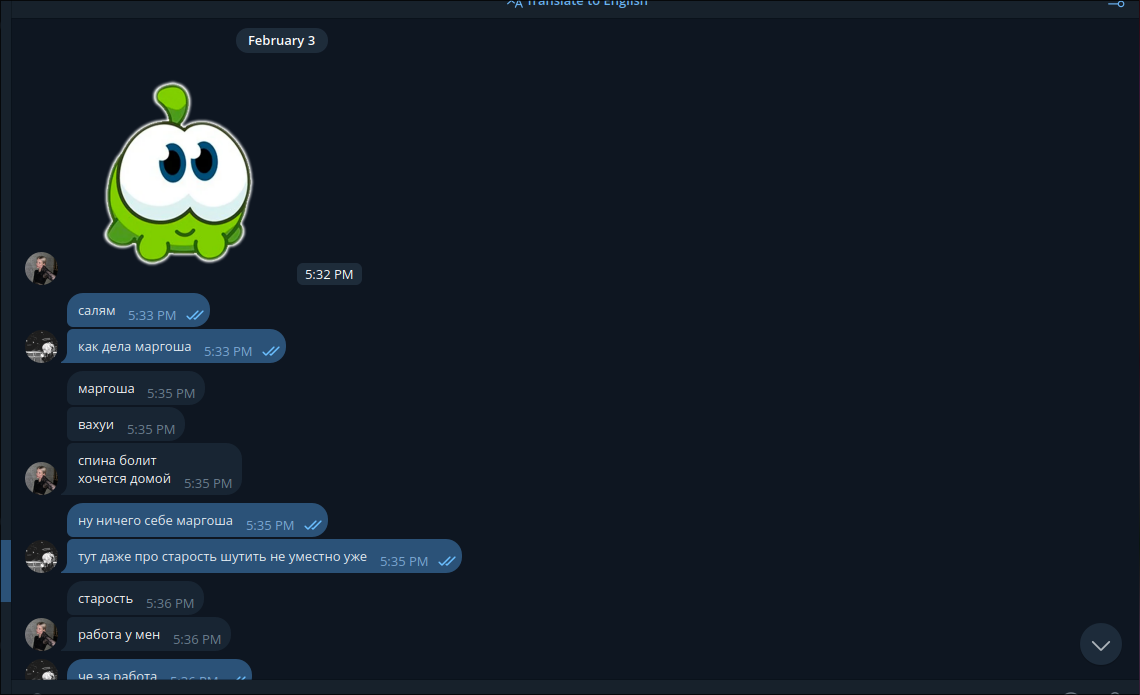 Translate to English
February 3
5:32 PM
салям 5:33 PM
как дела маргоша 5:33 PM
маргоша 5:35 PM
вахуи 5:35 PM
спина болит
хочется домой 5:35 PM
ну ничего себе маргоша 5:35 PM
тут даже про старость шутить не уместно уже 5:35 PM
старость 5:36 PM
работа у мен 5:36 PM
че за работа 5:36 PM